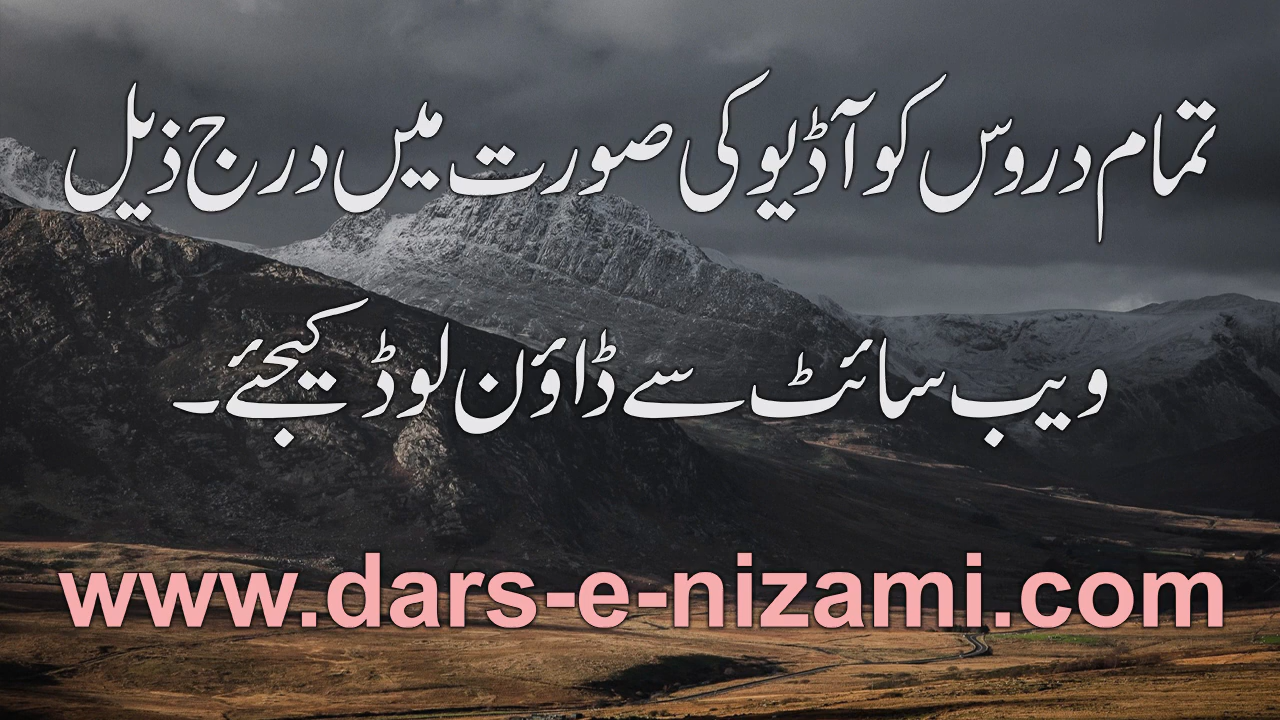 تمام دروس کو آڈیو کی صورت میں درج ذیل
ویب سائٹ سے ڈاؤن لوڈ کیجئے۔
www.dars-e-nizami.com